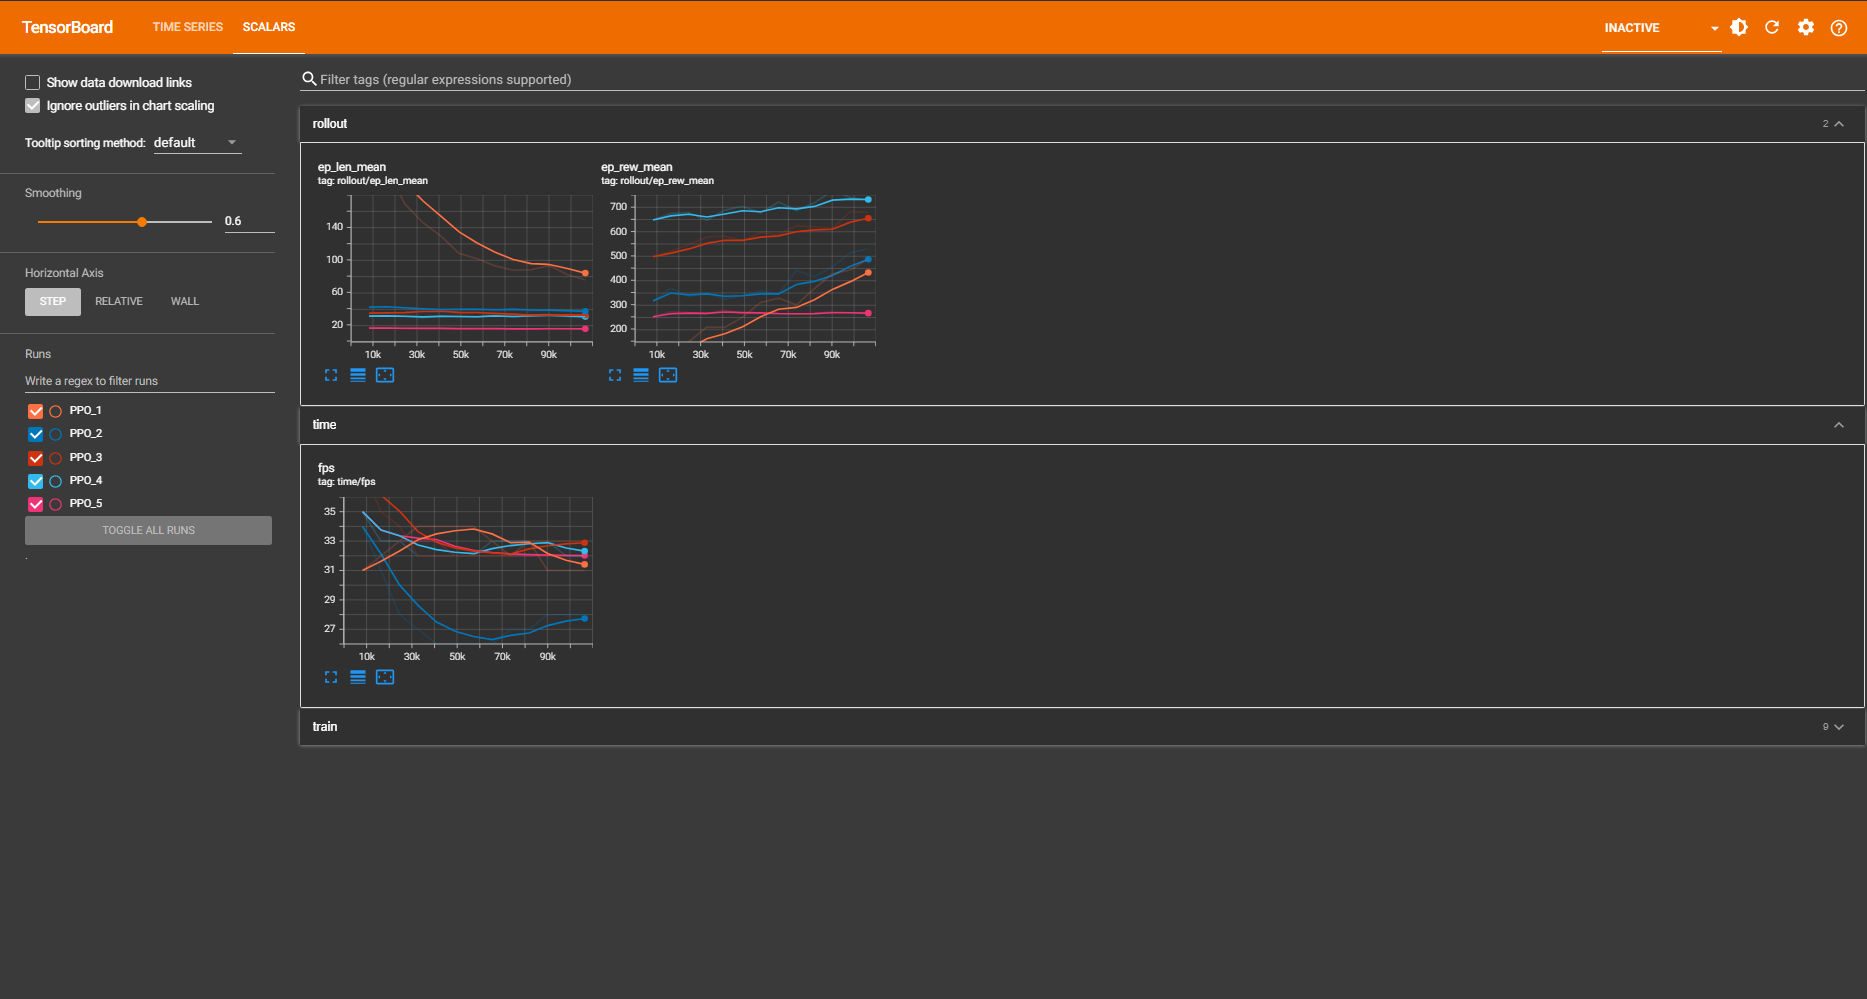 TensorBoard
TIME SERIES
SCALARS
INACTIVE
Show data download links
Ignore outliers in chart scaling
Tooltip sorting method: default
Smoothing
0.6
Horizontal Axis
STEP RELATIVE WALL
Runs
Write a regex to filter runs
PPO_1
PPO_2
PPO_3
PPO_4
PPO_5
TOGGLE ALL RUNS
.
Filter tags (regular expressions supported)
rollout
2
ep_len_mean
tag: rollout/ep_len_mean
140
100
60
20
10k 30k 50k 70k 90k
ep_rew_mean
tag: rollout/ep_rew_mean
700
600
500
400
300
200
10k 30k 50k 70k 90k
time
fps
tag: time/fps
35
33
31
29
27
10k 30k 50k 70k 90k
train
9